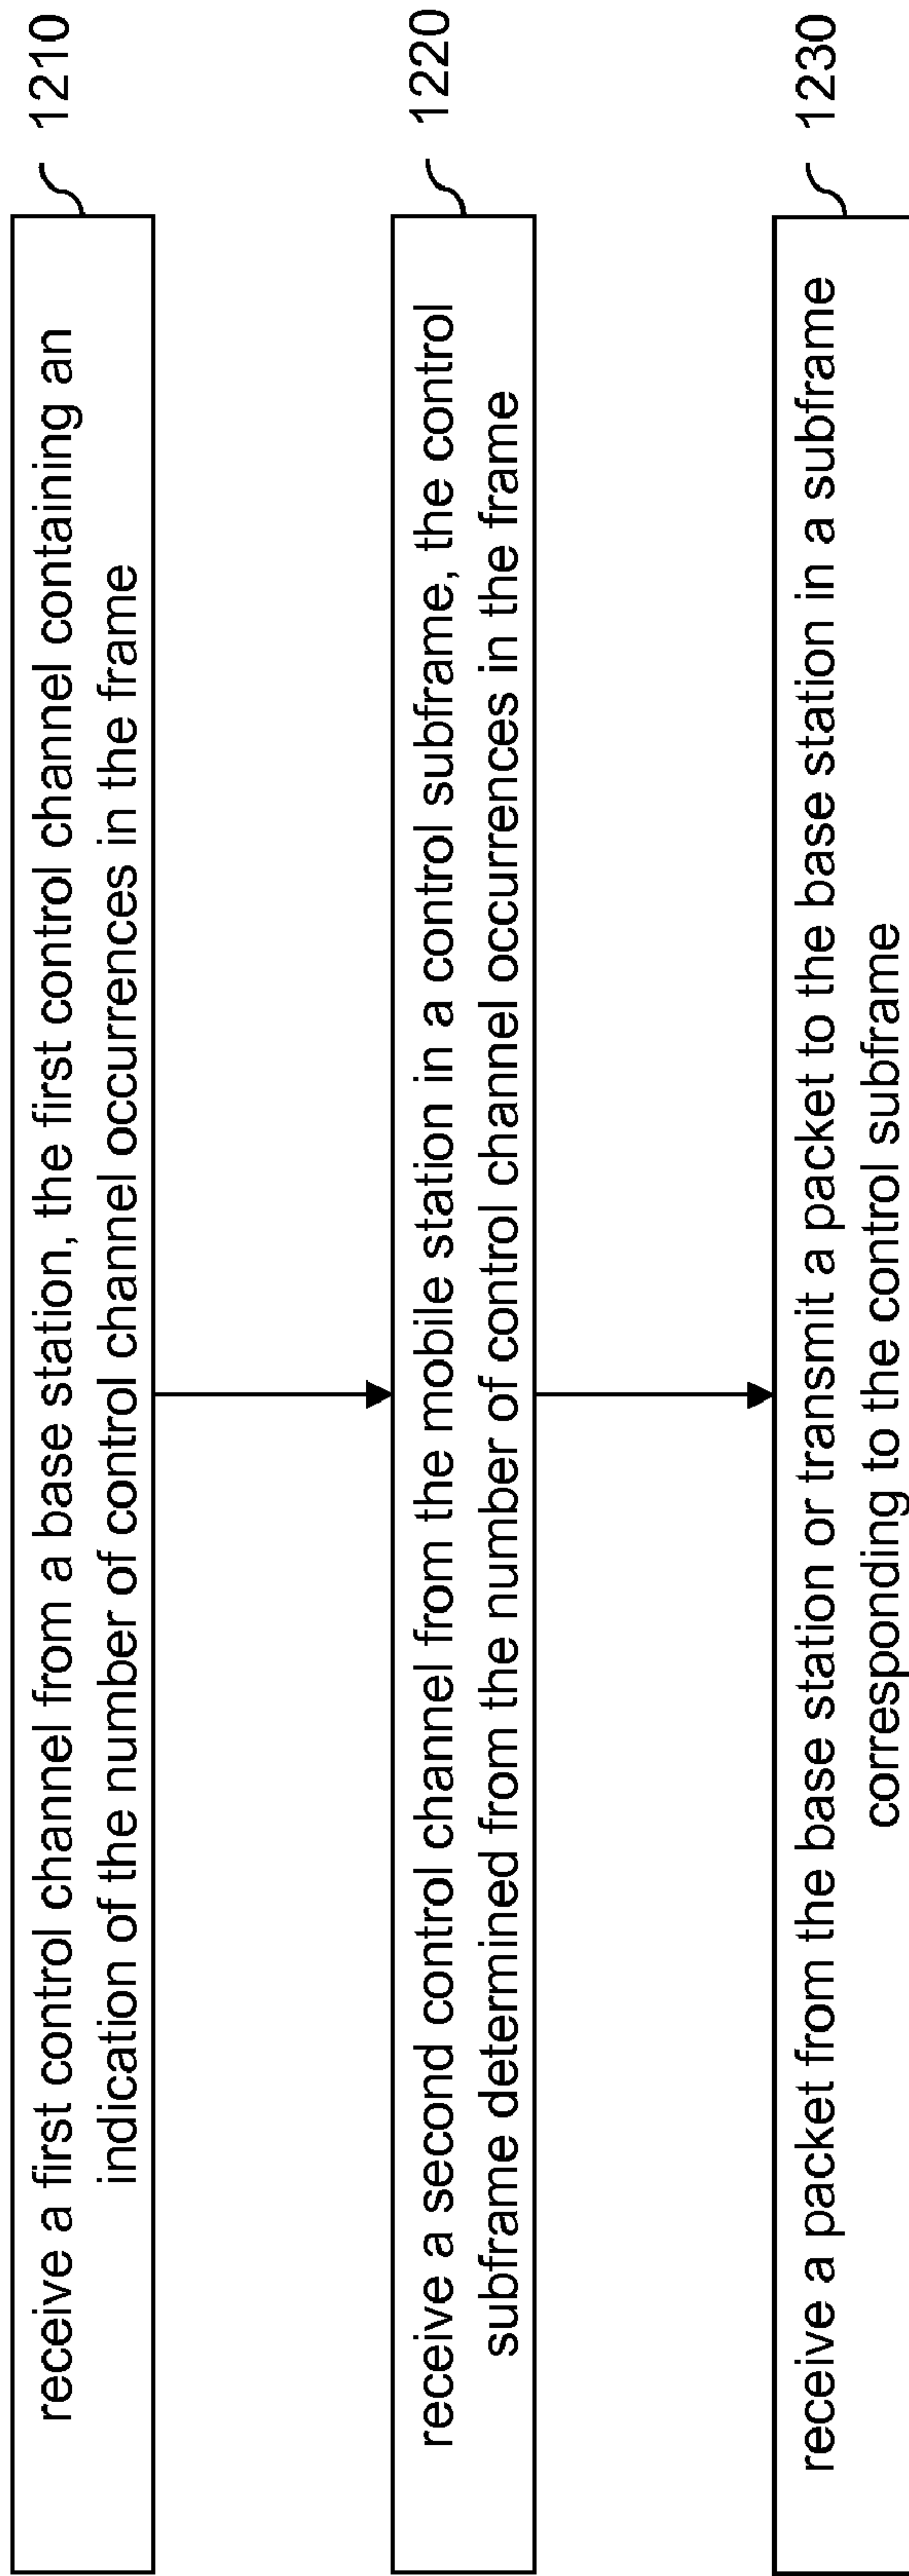 receive a first control channel from a base station, the first control channel containing an
indication of the number of control channel occurrences in the frame
1210
receive a second control channel from the mobile station in a control subframe, the control
subframe determined from the number of control channel occurrences in the frame
1220
receive a packet from the base station or transmit a packet to the base station in a subframe
corresponding to the control subframe
1230